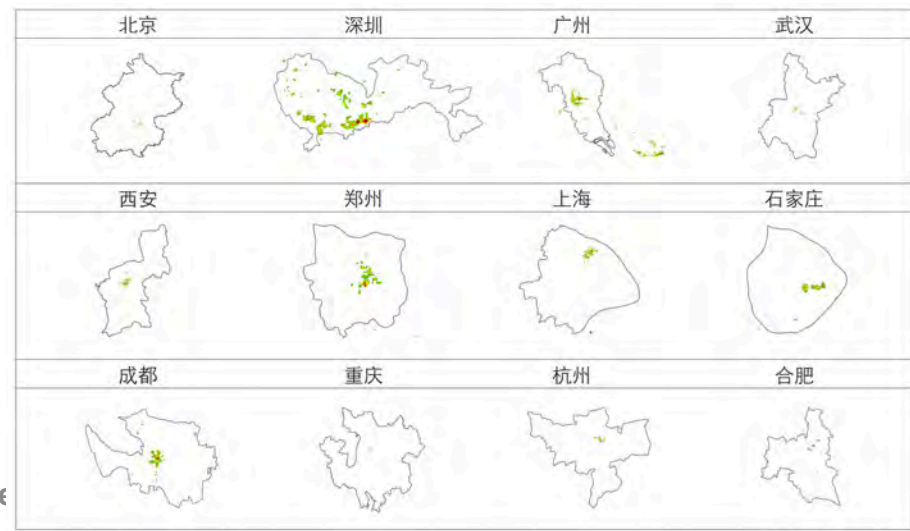 北京 深圳 广州 武汉
西安 郑州 上海 石家庄
成都 重庆 杭州 合肥
e